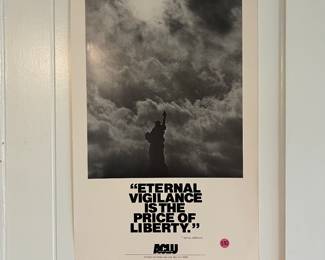 “ETERNAL
VIGILANCE
IS THE
PRICE OF
LIBERTY.”
ACLU